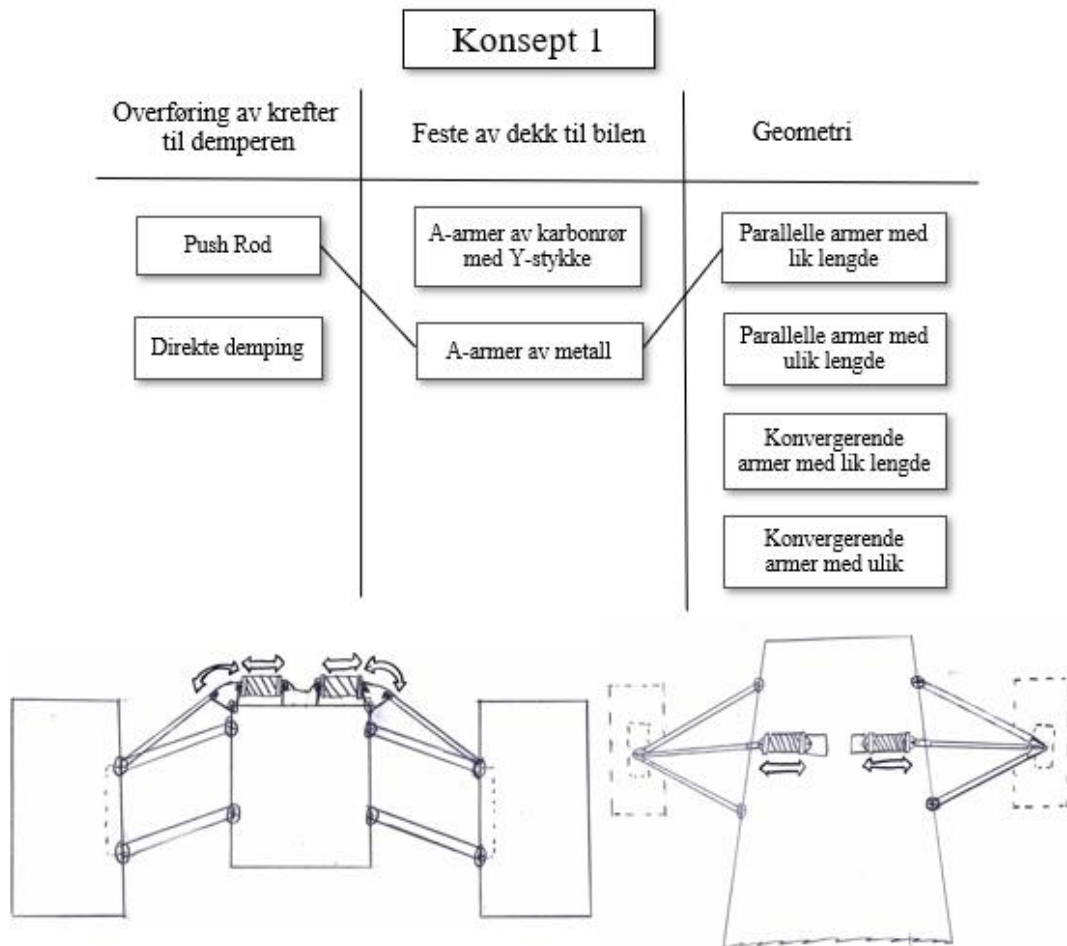 Konsept 1
Overføring av krefter
til demperen
Feste av dekk til bilen
Geometri
Push Rod
Direkte demping
A-armer av karbonrør
med Y-stykke
A-armer av metall
Parallelle armer med
lik lengde
Parallelle armer med
ulik lengde
Konvergerende
armer med lik lengde
Konvergerende
armer med ulik